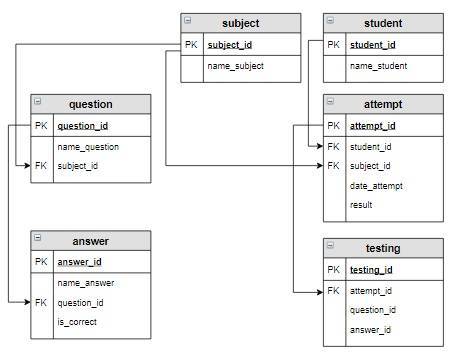 subject
PK subject_id
name_subject
student
PK student_id
name_student
question
PK question_id
name_question
FK subject_id
attempt
PK attempt_id
FK student_id
FK subject_id
date_attempt
result
answer
PK answer_id
name_answer
FK question_id
is_correct
testing
PK testing_id
FK attempt_id
question_id
answer_id